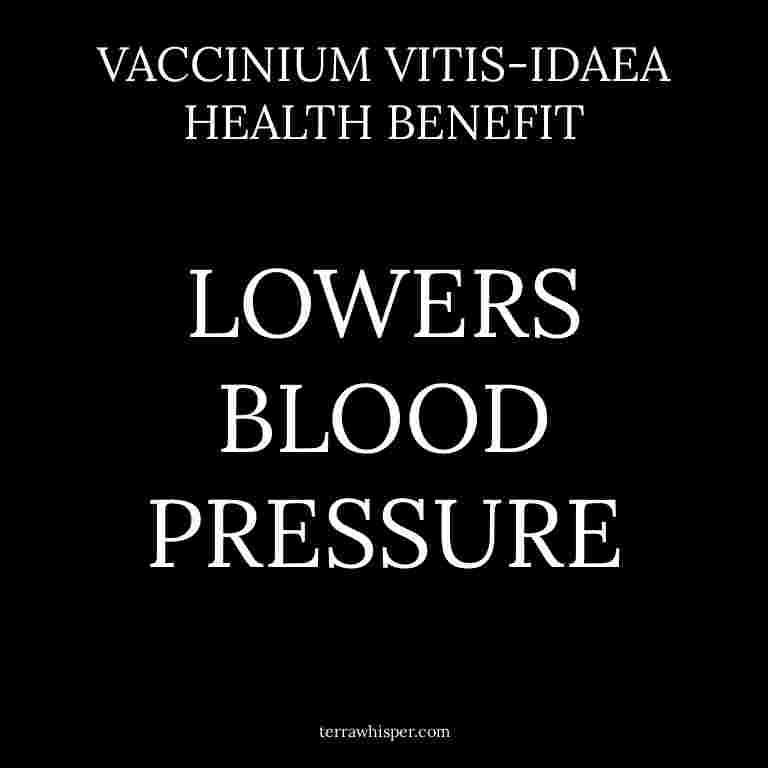 VACCINIUM VITIS-IDAEA
HEALTH BENEFIT
LOWERS
BLOOD
PRESSURE
terrawhisper.com